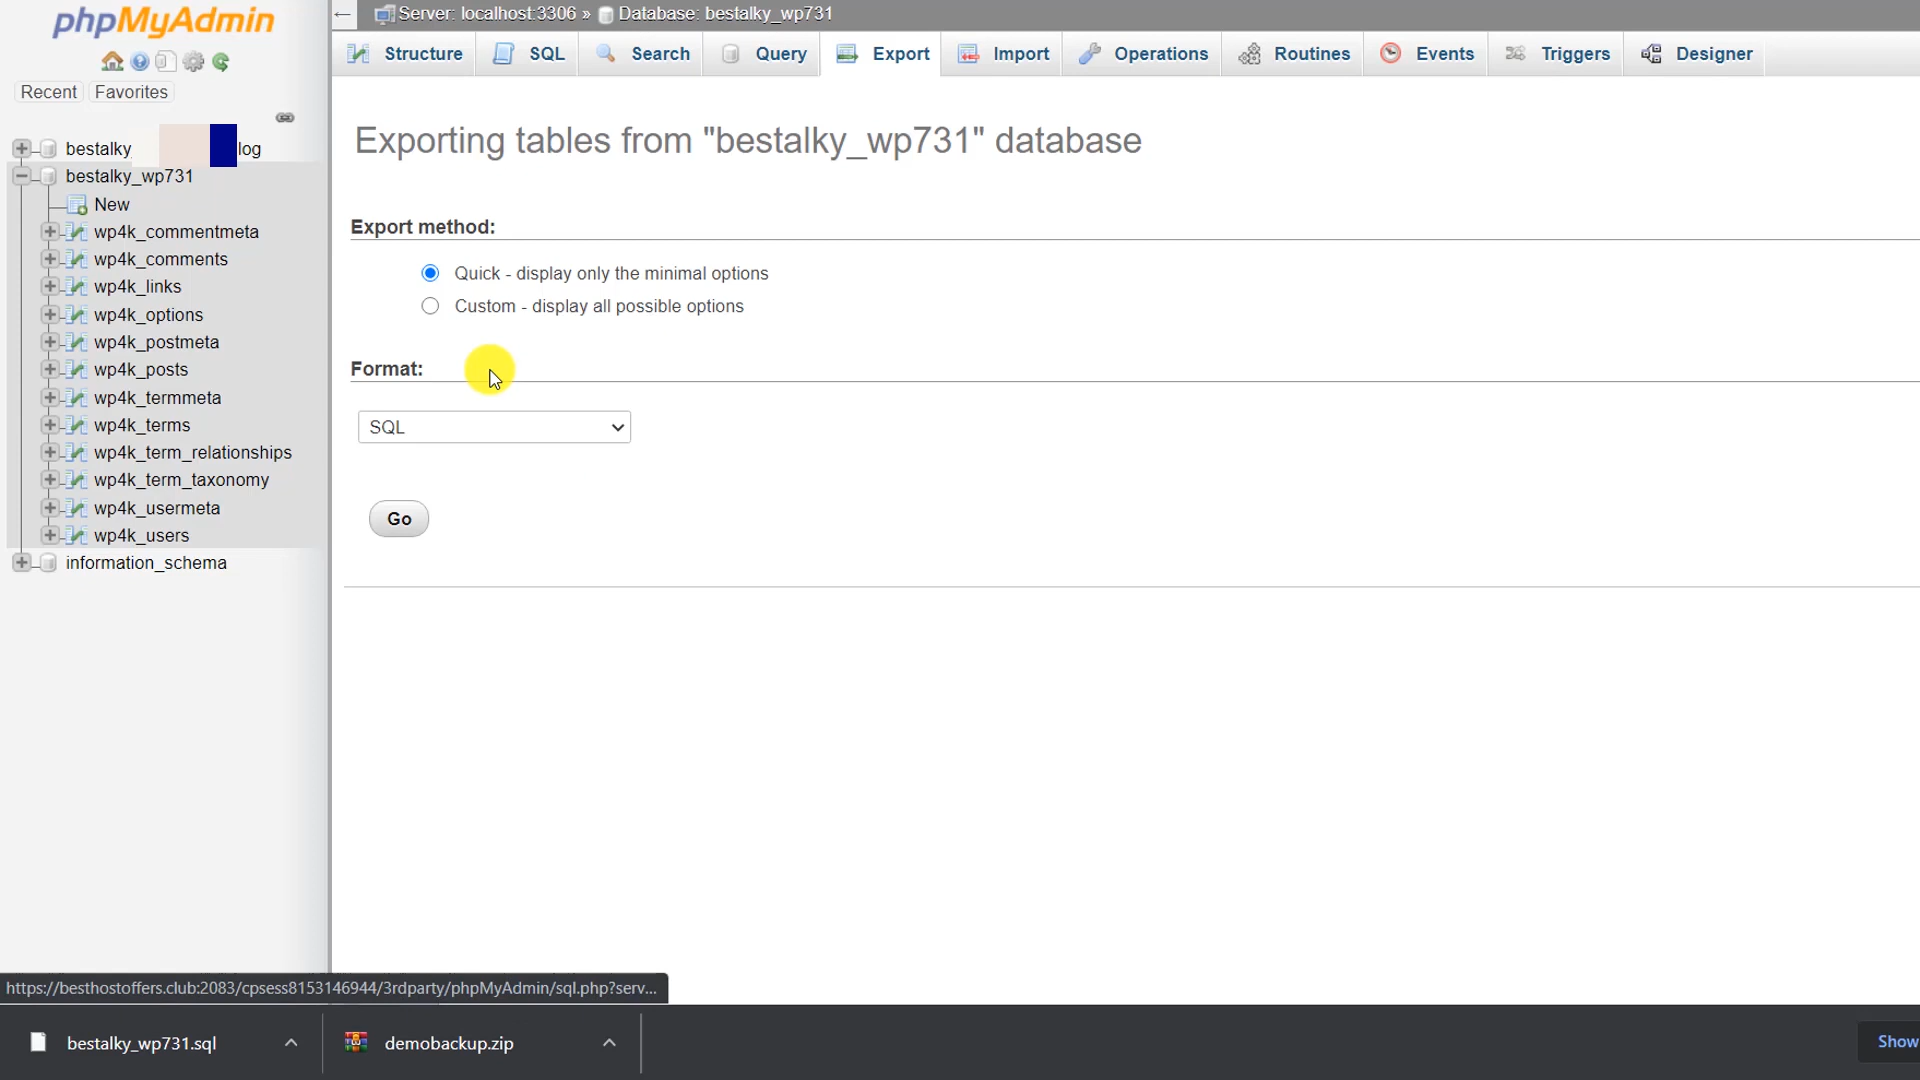 phpMyAdmin
Recent Favorites
bestalky_ log
bestalky_wp731
New
wp4k_commentmeta
wp4k_comments
wp4k_links
wp4k_options
wp4k_postmeta
wp4k_posts
wp4k_termmeta
wp4k_terms
wp4k_term_relationships
wp4k_term_taxonomy
wp4k_usermeta
wp4k_users
information_schema
← Server: localhost:3306 » Database: bestalky_wp731
Structure SQL Search Query Export Import Operations Routines Events Triggers Designer
Exporting tables from "bestalky_wp731" database
Export method:
Quick - display only the minimal options
Custom - display all possible options
Format:
SQL
Go
https://besthostoffers.club:2083/cpsess8153146944/3rdparty/phpMyAdmin/sql.php?serv...
bestalky_wp731.sql demobackup.zip Show